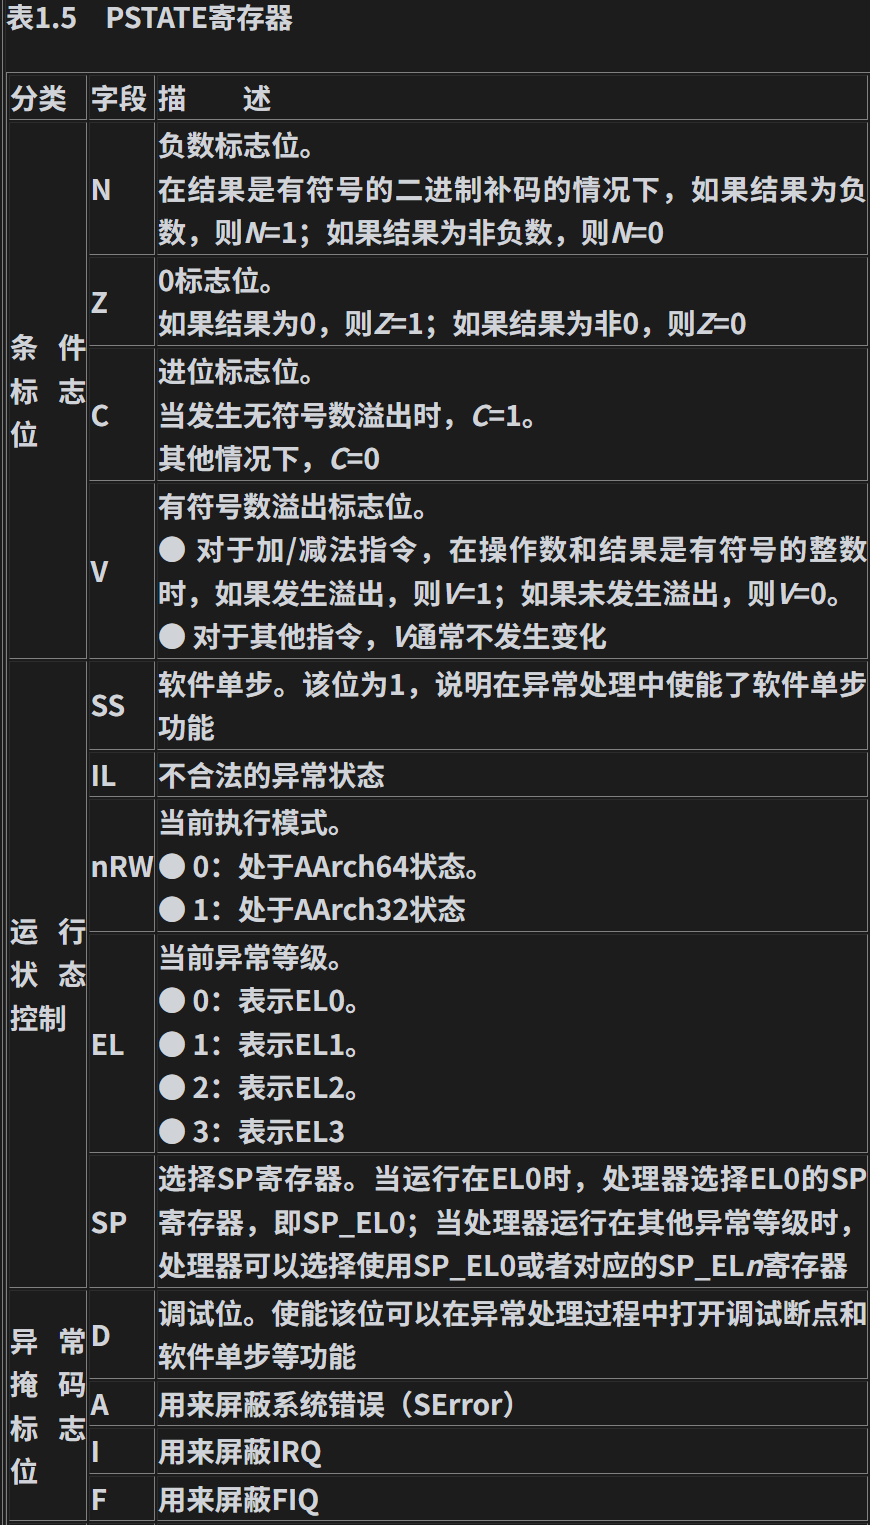 表1.5 PSTATE寄存器
分类 字段 描 述
条件
标志
位
N
负数标志位。
在结果是有符号的二进制补码的情况下，如果结果为负
数，则N=1；如果结果为非负数，则N=0
Z
0标志位。
如果结果为0，则Z=1；如果结果为非0，则Z=0
C
进位标志位。
当发生无符号数溢出时，C=1。
其他情况下，C=0
V
有符号数溢出标志位。
● 对于加/减法指令，在操作数和结果是有符号的整数
时，如果发生溢出，则V=1；如果未发生溢出，则V=0。
● 对于其他指令，V通常不发生变化
运行
状态
控制
SS
软件单步。该位为1，说明在异常处理中使能了软件单步
功能
IL
不合法的异常状态
nRW
当前执行模式。
● 0：处于AArch64状态。
● 1：处于AArch32状态
EL
当前异常等级。
● 0：表示EL0。
● 1：表示EL1。
● 2：表示EL2。
● 3：表示EL3
SP
选择SP寄存器。当运行在EL0时，处理器选择EL0的SP
寄存器，即SP_EL0；当处理器运行在其他异常等级时，
处理器可以选择使用SP_EL0或者对应的SP_ELn寄存器
异常
掩码
标志
位
D
调试位。使能该位可以在异常处理过程中打开调试断点和
软件单步等功能
A
用来屏蔽系统错误（SError）
I
用来屏蔽IRQ
F
用来屏蔽FIQ